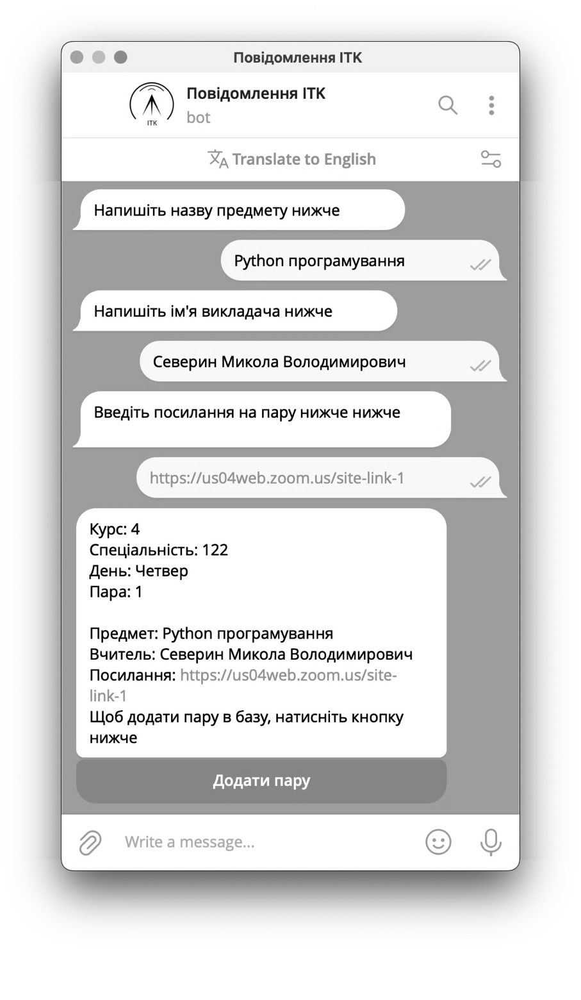 Повідомлення ІТК
Повідомлення ІТК
bot
ІТК
Translate to English
Напишіть назву предмету нижче
Python програмування
Напишіть ім'я викладача нижче
Северин Микола Володимирович
Введіть посилання на пару нижче нижче
https://us04web.zoom.us/site-link-1
Курс: 4
Спеціальність: 122
День: Четвер
Пара: 1
Предмет: Python програмування
Вчитель: Северин Микола Володимирович
Посилання: https://us04web.zoom.us/site-
link-1
Щоб додати пару в базу, натисніть кнопку
нижче
Додати пару
Write a message...